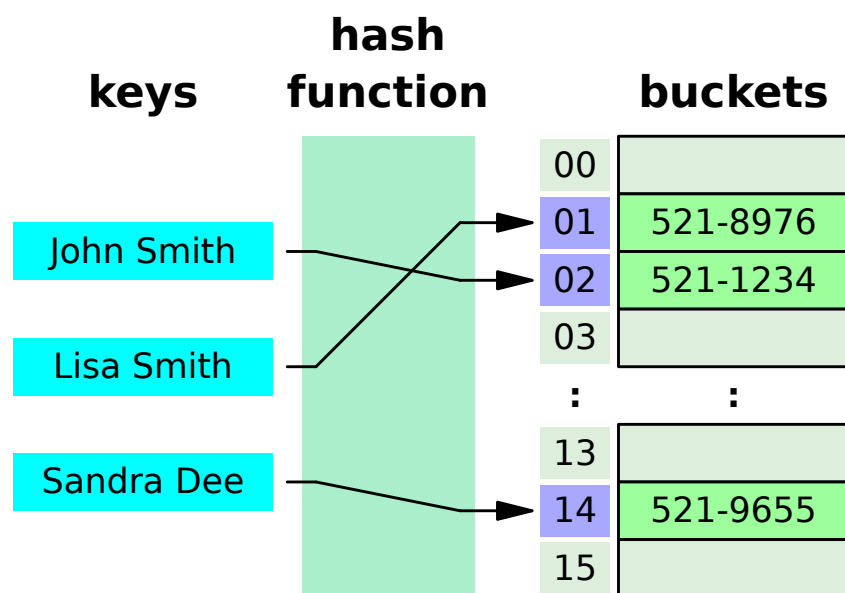 hash
keys function buckets
00
01 521-8976
John Smith
02 521-1234
03
Lisa Smith
: :
13
Sandra Dee
14 521-9655
15